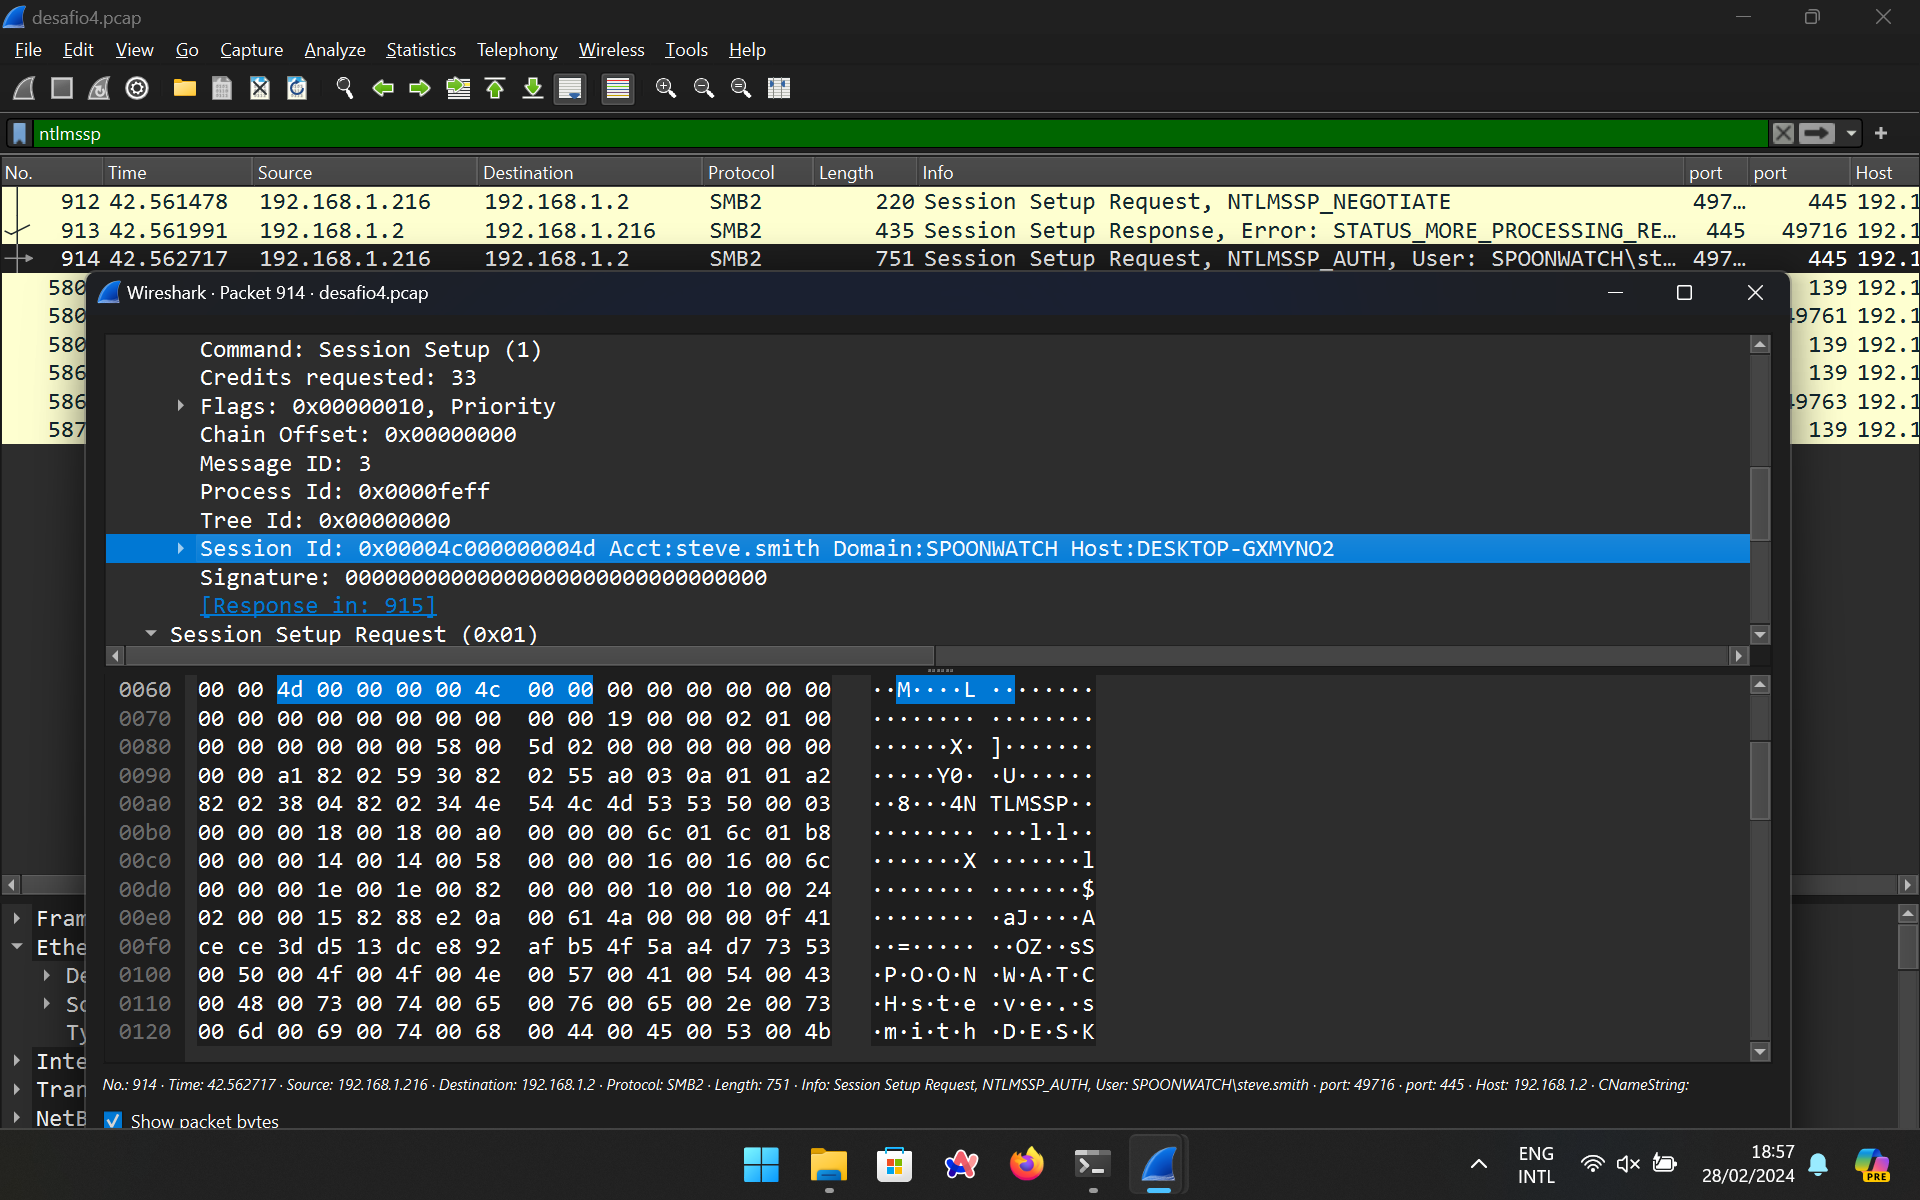 desafio4.pcap
File Edit View Go Capture Analyze Statistics Telephony Wireless Tools Help
ntlmssp
No. Time Source Destination Protocol Length Info port port Host
912 42.561478 192.168.1.216 192.168.1.2 SMB2 220 Session Setup Request, NTLMSSP_NEGOTIATE 497… 445 192.1
913 42.561991 192.168.1.2 192.168.1.216 SMB2 435 Session Setup Response, Error: STATUS_MORE_PROCESSING_RE… 445 49716 192.1
914 42.562717 192.168.1.216 192.168.1.2 SMB2 751 Session Setup Request, NTLMSSP_AUTH, User: SPOONWATCH\st… 497… 445 192.1
580 139 192.1
580 49761 192.1
580 139 192.1
586 139 192.1
586 49763 192.1
587 139 192.1
Wireshark · Packet 914 · desafio4.pcap
Command: Session Setup (1)
Credits requested: 33
Flags: 0x00000010, Priority
Chain Offset: 0x00000000
Message ID: 3
Process Id: 0x0000feff
Tree Id: 0x00000000
Session Id: 0x00004c000000004d Acct:steve.smith Domain:SPOONWATCH Host:DESKTOP-GXMYNO2
Signature: 00000000000000000000000000000000
[Response in: 915]
Session Setup Request (0x01)
0060 00 00 4d 00 00 00 00 4c 00 00 00 00 00 00 00 00 ··M····L ········
0070 00 00 00 00 00 00 00 00 00 00 19 00 00 02 01 00 ········ ········
0080 00 00 00 00 00 00 58 00 5d 02 00 00 00 00 00 00 ······X· ]·······
0090 00 00 a1 82 02 59 30 82 02 55 a0 03 0a 01 01 a2 ·····Y0· ·U······
00a0 82 02 38 04 82 02 34 4e 54 4c 4d 53 53 50 00 03 ··8···4N TLMSSP··
00b0 00 00 00 18 00 18 00 a0 00 00 00 6c 01 6c 01 b8 ········ ···l·l··
00c0 00 00 00 14 00 14 00 58 00 00 00 16 00 16 00 6c ·······X ·······l
00d0 00 00 00 1e 00 1e 00 82 00 00 00 10 00 10 00 24 ········ ·······$
00e0 02 00 00 15 82 88 e2 0a 00 61 4a 00 00 00 0f 41 ········ ·aJ····A
00f0 ce ce 3d d5 13 dc e8 92 af b5 4f 5a a4 d7 73 53 ··=····· ··OZ··sS
0100 00 50 00 4f 00 4f 00 4e 00 57 00 41 00 54 00 43 ·P·O·O·N ·W·A·T·C
0110 00 48 00 73 00 74 00 65 00 76 00 65 00 2e 00 73 ·H·s·t·e ·v·e·.·s
0120 00 6d 00 69 00 74 00 68 00 44 00 45 00 53 00 4b ·m·i·t·h ·D·E·S·K
Fram
Ethe
De
Sc
Ty
Inte
Tran
NetB
No.: 914 · Time: 42.562717 · Source: 192.168.1.216 · Destination: 192.168.1.2 · Protocol: SMB2 · Length: 751 · Info: Session Setup Request, NTLMSSP_AUTH, User: SPOONWATCH\steve.smith · port: 49716 · port: 445 · Host: 192.168.1.2 · CNameString:
Show packet bytes
ENG
INTL
18:57
28/02/2024
PRE